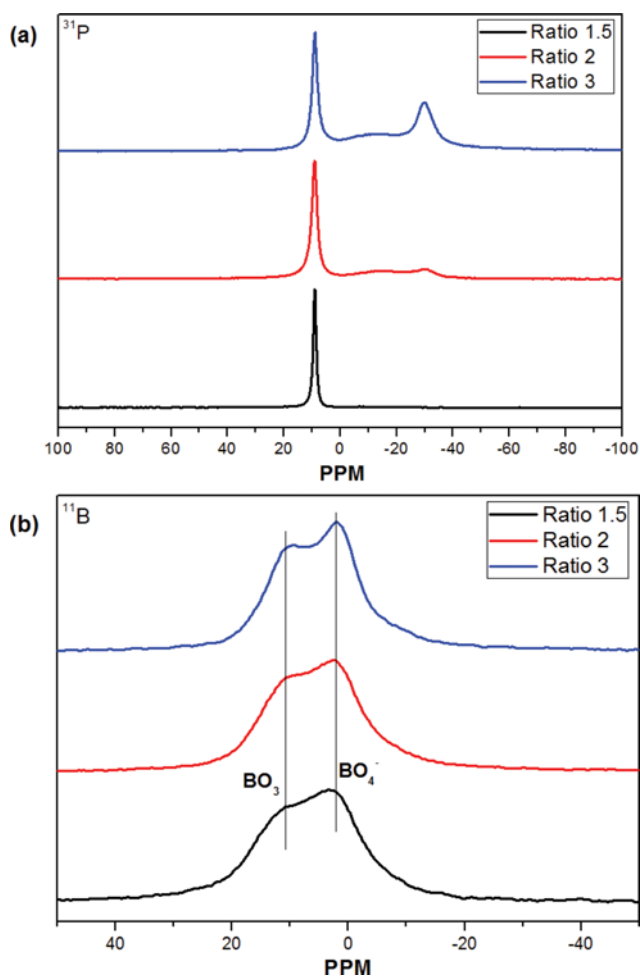 (a)
³¹P
Ratio 1.5
Ratio 2
Ratio 3
100 80 60 40 20 0 -20 -40 -60 -80 -100
PPM
(b)
¹¹B
Ratio 1.5
Ratio 2
Ratio 3
BO₃
BO₄⁻
40 20 0 -20 -40
PPM